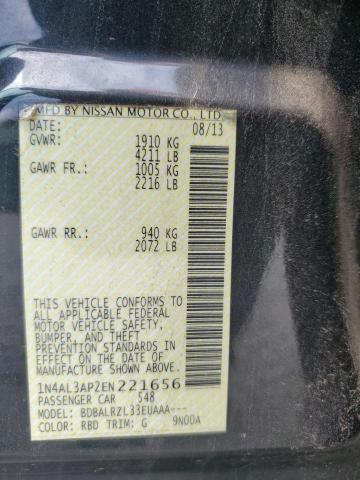 MFD BY NISSAN MOTOR CO., LTD.
DATE: 08/13
GVWR: 1910 KG
4211 LB
GAWR FR.: 1005 KG
2216 LB
GAWR RR.: 940 KG
2072 LB
THIS VEHICLE CONFORMS TO
ALL APPLICABLE FEDERAL
MOTOR VEHICLE SAFETY,
BUMPER, AND THEFT
PREVENTION STANDARDS
IN EFFECT ON THE DATE OF
MANUFACTURE SHOWN ABOVE.
1N4AL3AP2EN221656
PASSENGER CAR 548
MODEL: BDBALRZL33EUAAA---
COLOR: RBD TRIM: G 9N00A